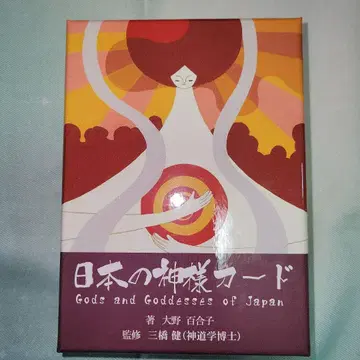 日本の神様カード
Gods and Goddesses of Japan
著 大野 百合子
監修 三橋 健(神道学博士)